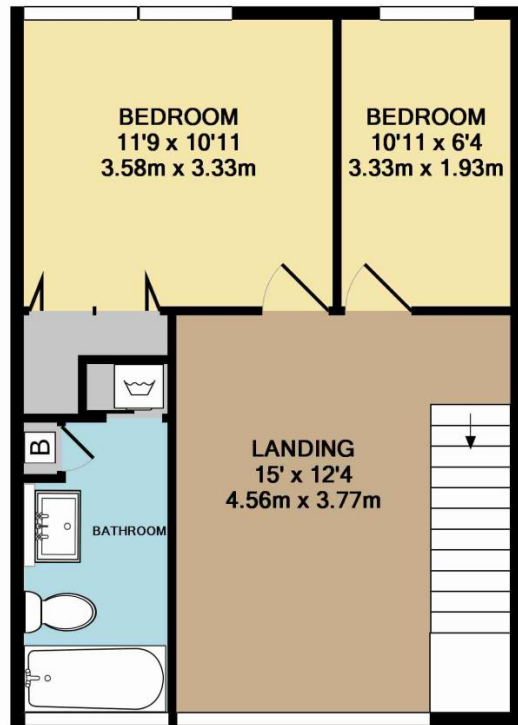 BEDROOM
11'9 x 10'11
3.58m x 3.33m
BEDROOM
10'11 x 6'4
3.33m x 1.93m
B
LANDING
15' x 12'4
4.56m x 3.77m
BATHROOM